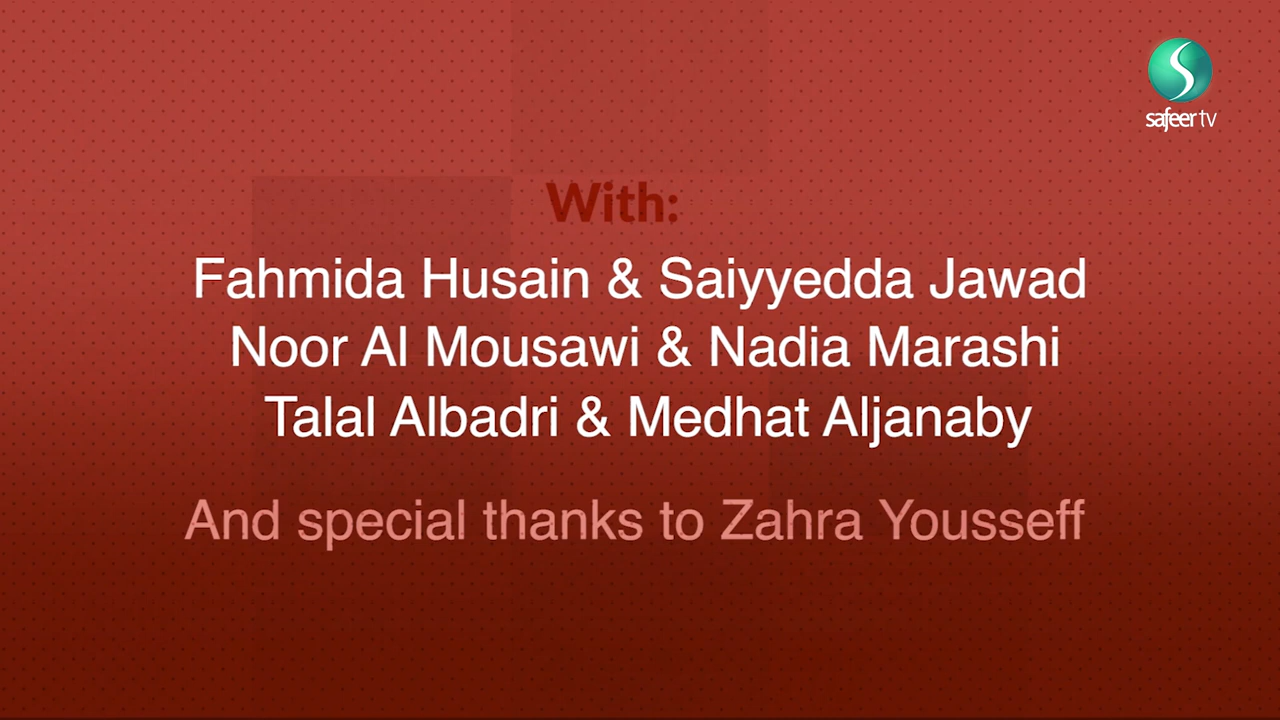 safeer tv
With:
Fahmida Husain & Saiyyedda Jawad
Noor Al Mousawi & Nadia Marashi
Talal Albadri & Medhat Aljanaby
And special thanks to Zahra Yousseff